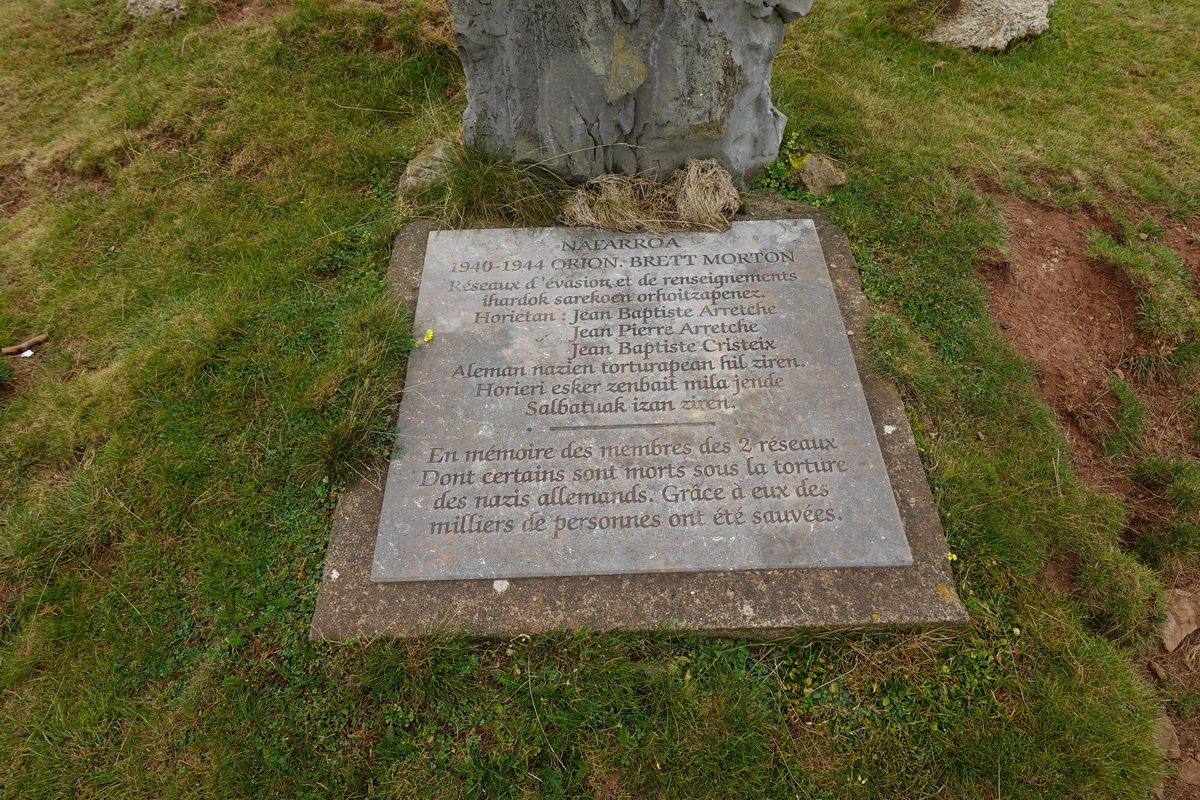 NAFARROA
1940-1944 ORION, BRETT MORTON
Réseaux d'évasion et de renseignements
ihardok sarekoen orhoitzapenez.
Horietan : Jean Baptiste Arretche
Jean Pierre Arretche
Jean Baptiste Cristeix
Aleman nazien torturapean hil ziren.
Horieri esker zenbait mila jende
Salbatuak izan ziren.
En mémoire des membres des 2 réseaux
Dont certains sont morts sous la torture
des nazis allemands. Grâce à eux des
milliers de personnes ont été sauvées.